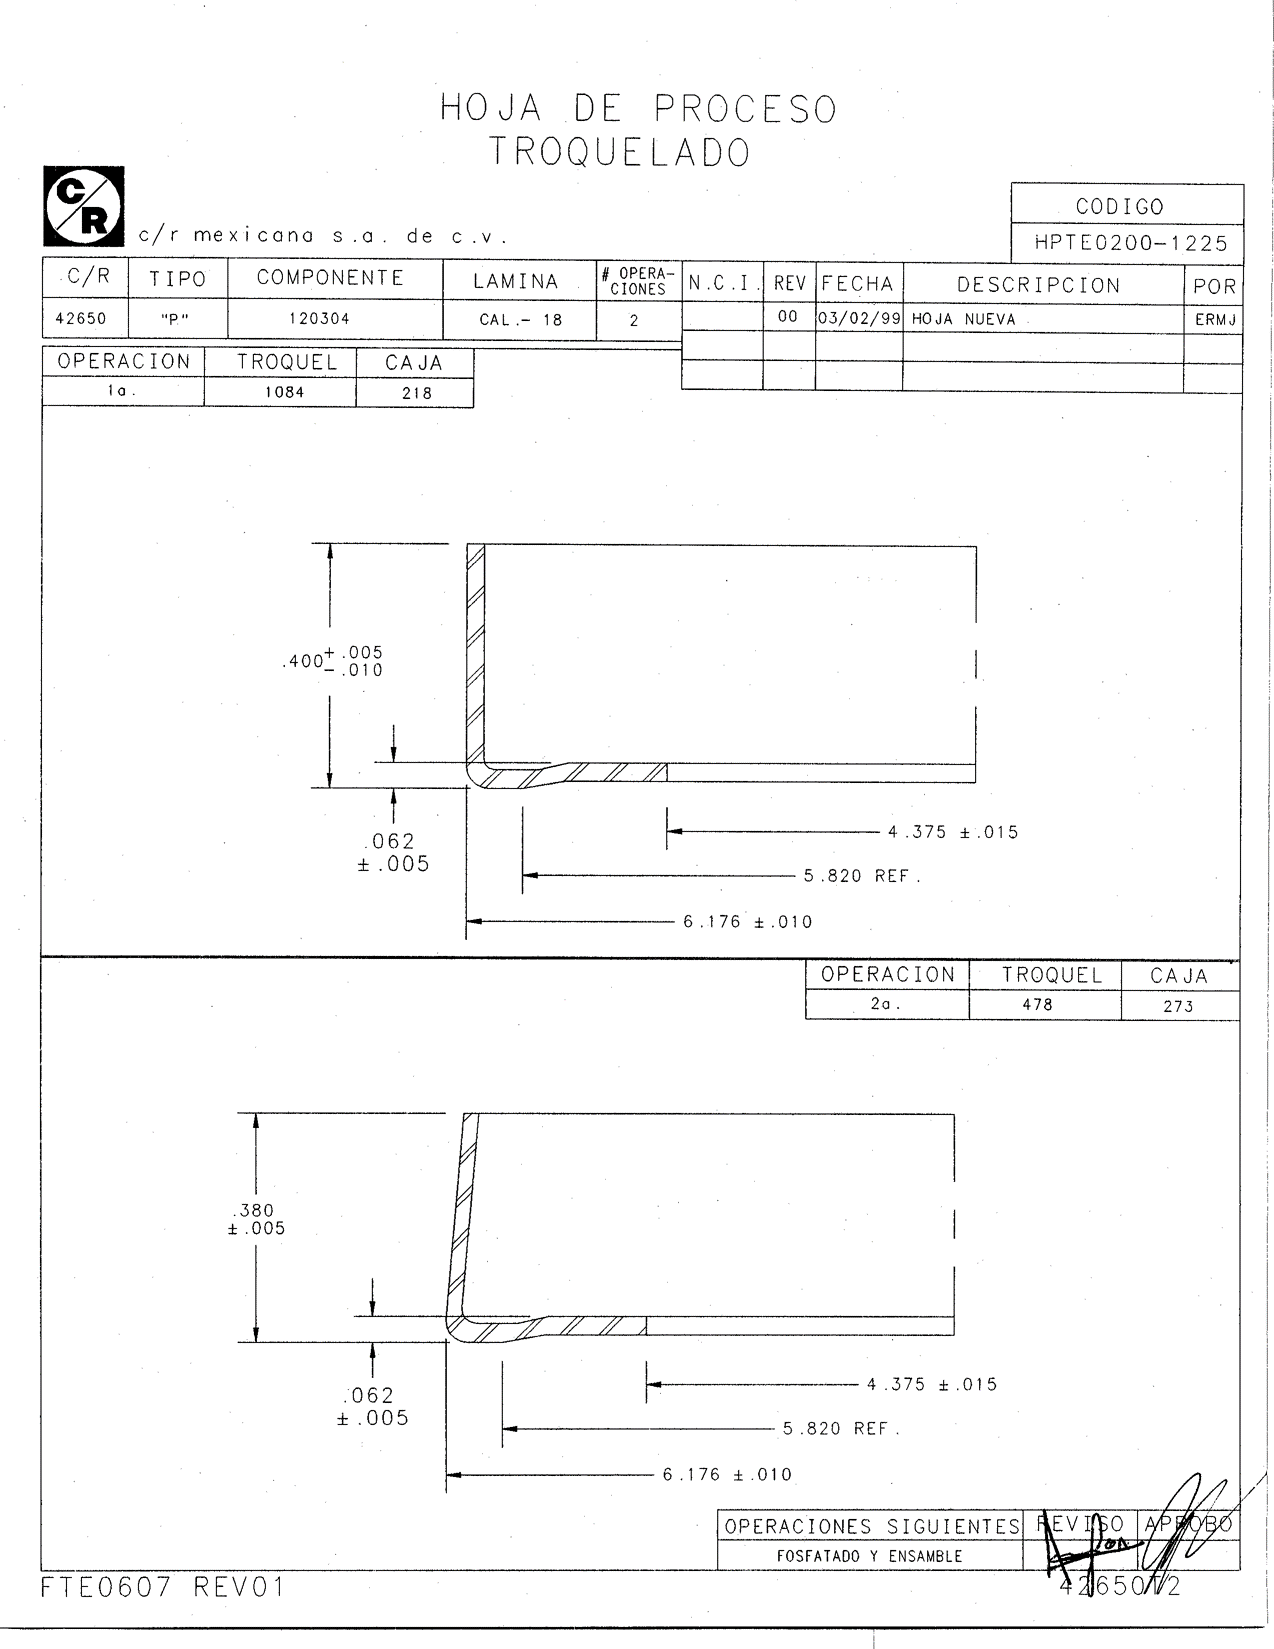 HOJA DE PROCESO
TROQUELADO
C/R
c/r mexicana s.a. de c.v.
CODIGO
HPTE0200-1225
C/R TIPO COMPONENTE LAMINA # OPERA-CIONES N.C.I. REV FECHA DESCRIPCION POR
42650 "P" 120304 CAL.- 18 2 00 03/02/99 HOJA NUEVA ERMJ
OPERACION TROQUEL CAJA
1a. 1084 218
.400 + .005
- .010
.062
± .005
4.375 ±.015
5.820 REF.
6.176 ±.010
OPERACION TROQUEL CAJA
2a. 478 273
.380
±.005
.062
±.005
4.375 ±.015
5.820 REF.
6.176 ±.010
OPERACIONES SIGUIENTES REVISO APROBO
FOSFATADO Y ENSAMBLE
FTE0607 REV01
42650T2